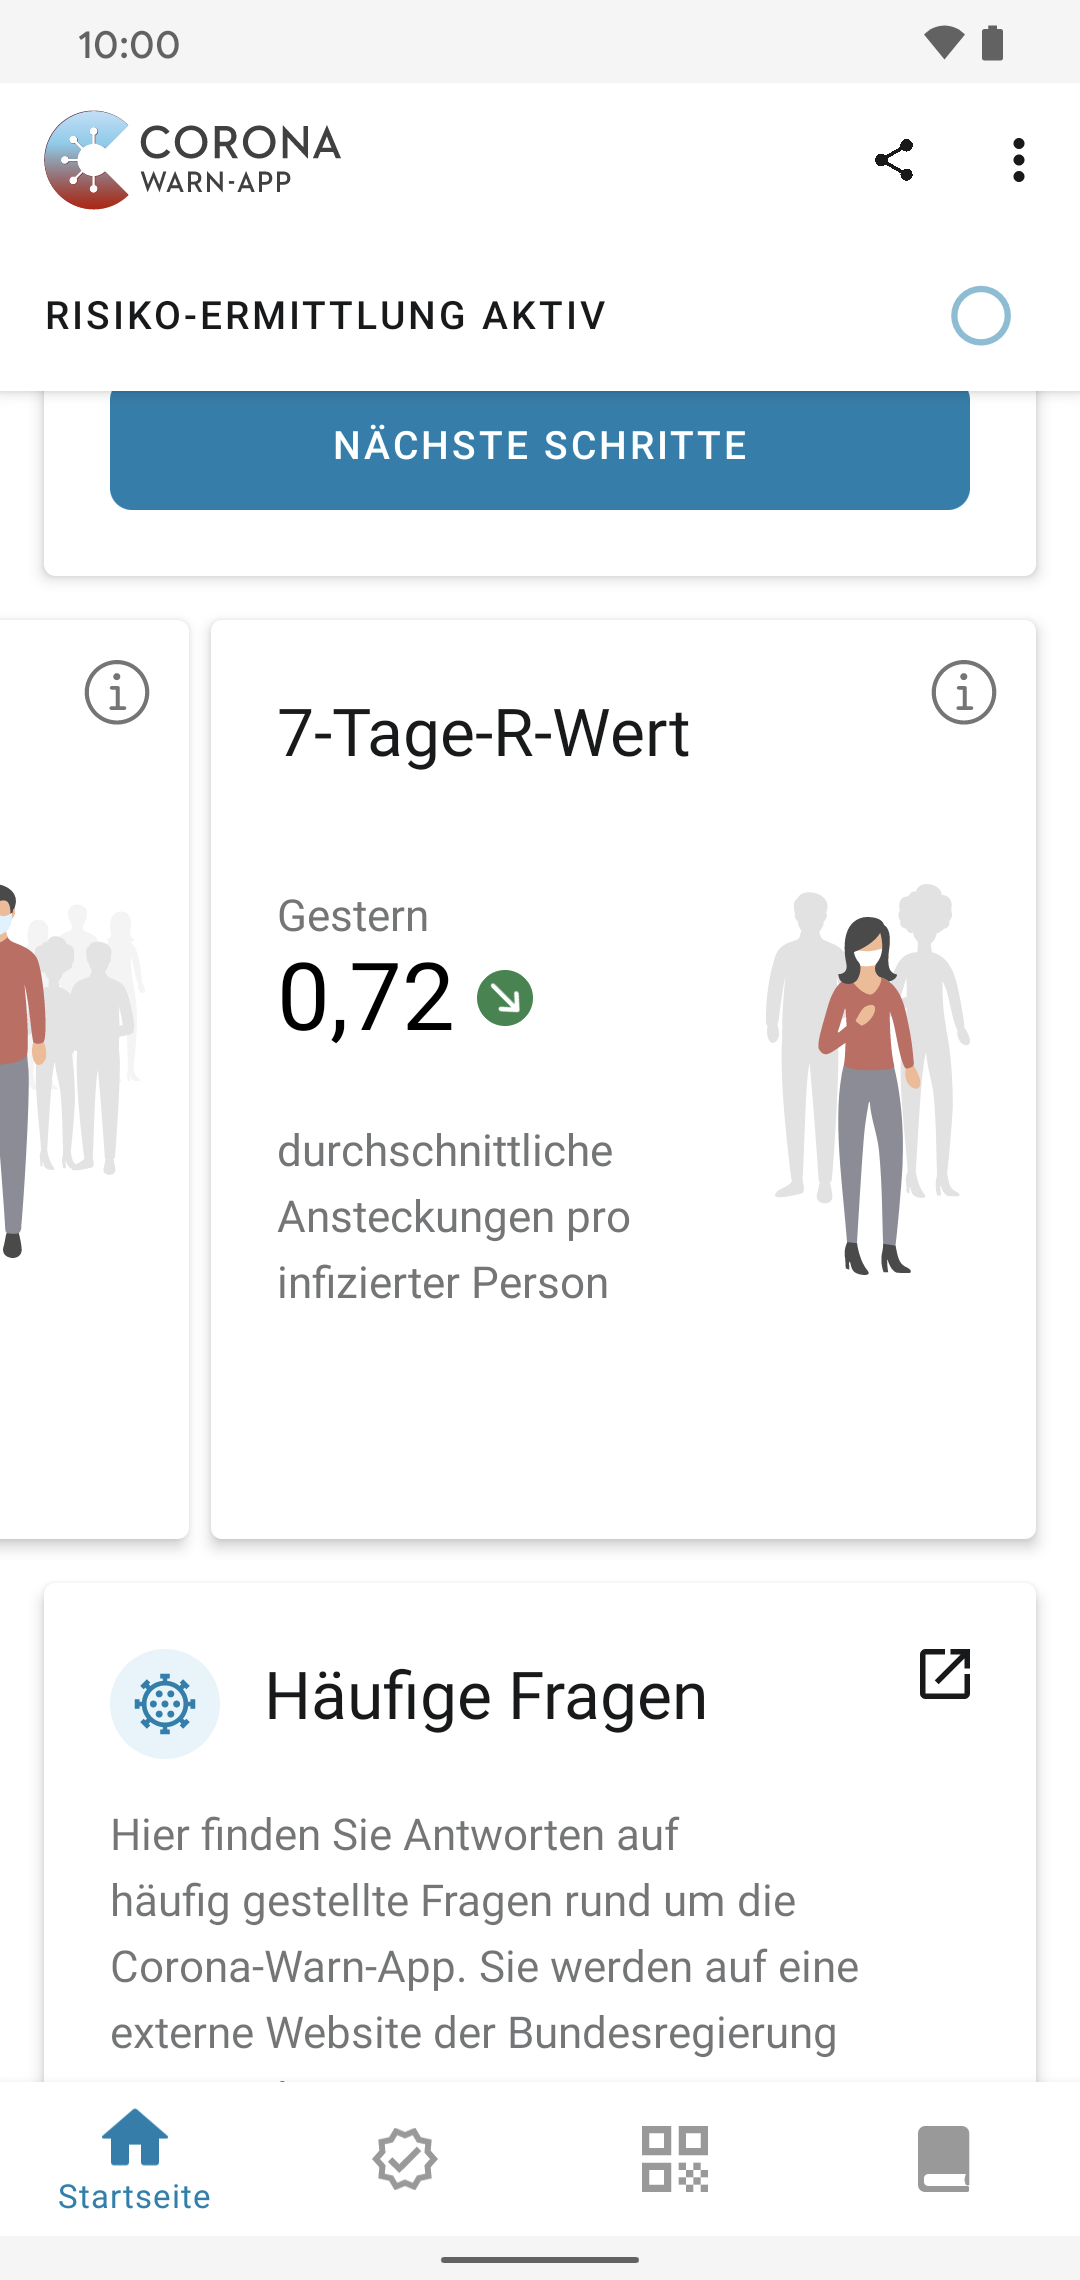 10:00
CORONA
WARN-APP
RISIKO-ERMITTLUNG AKTIV
NÄCHSTE SCHRITTE
7-Tage-R-Wert
Gestern
0,72
durchschnittliche
Ansteckungen pro
infizierter Person
Häufige Fragen
Hier finden Sie Antworten auf
häufig gestellte Fragen rund um die
Corona-Warn-App. Sie werden auf eine
externe Website der Bundesregierung
Startseite